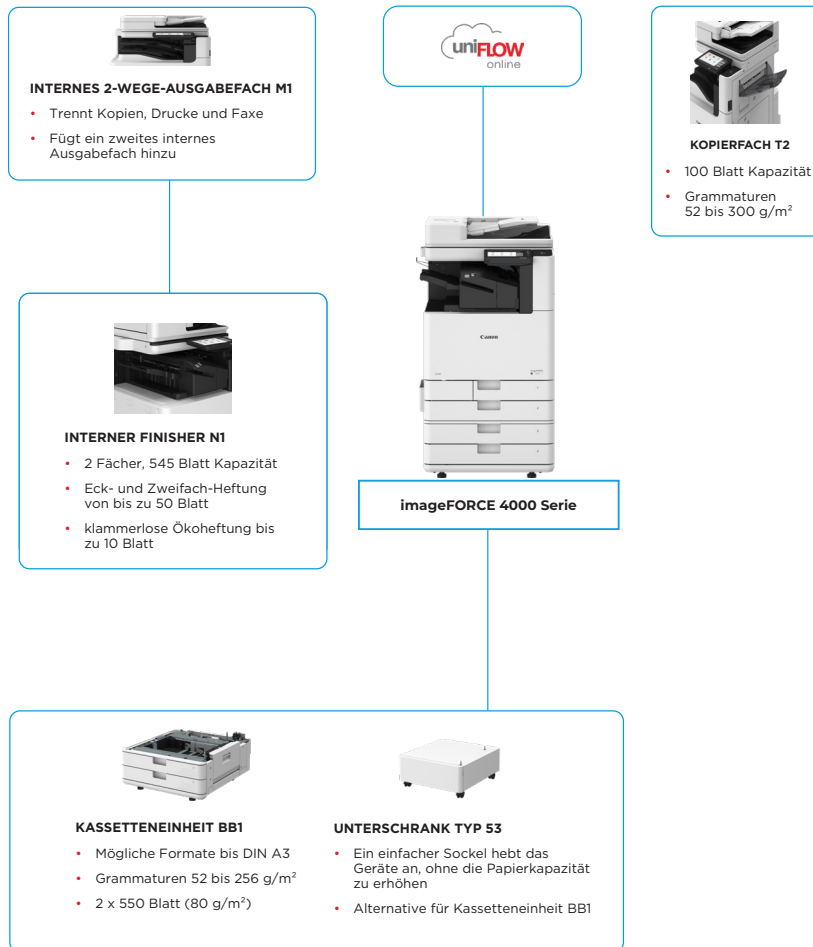 INTERNES 2-WEGE-AUSGABEFACH M1
• Trennt Kopien, Drucke und Faxe
• Fügt ein zweites internes
Ausgabefach hinzu
uniFLOW
online
KOPIERFACH T2
• 100 Blatt Kapazität
• Grammaturen
52 bis 300 g/m²
Canon
INTERNER FINISHER N1
• 2 Fächer, 545 Blatt Kapazität
• Eck- und Zweifach-Heftung
von bis zu 50 Blatt
• klammerlose Ökoheftung bis
zu 10 Blatt
imageFORCE 4000 Serie
KASSETTENEINHEIT BB1
• Mögliche Formate bis DIN A3
• Grammaturen 52 bis 256 g/m²
• 2 x 550 Blatt (80 g/m²)
UNTERSCHRANK TYP 53
• Ein einfacher Sockel hebt das
Geräte an, ohne die Papierkapazität
zu erhöhen
• Alternative für Kassetteneinheit BB1